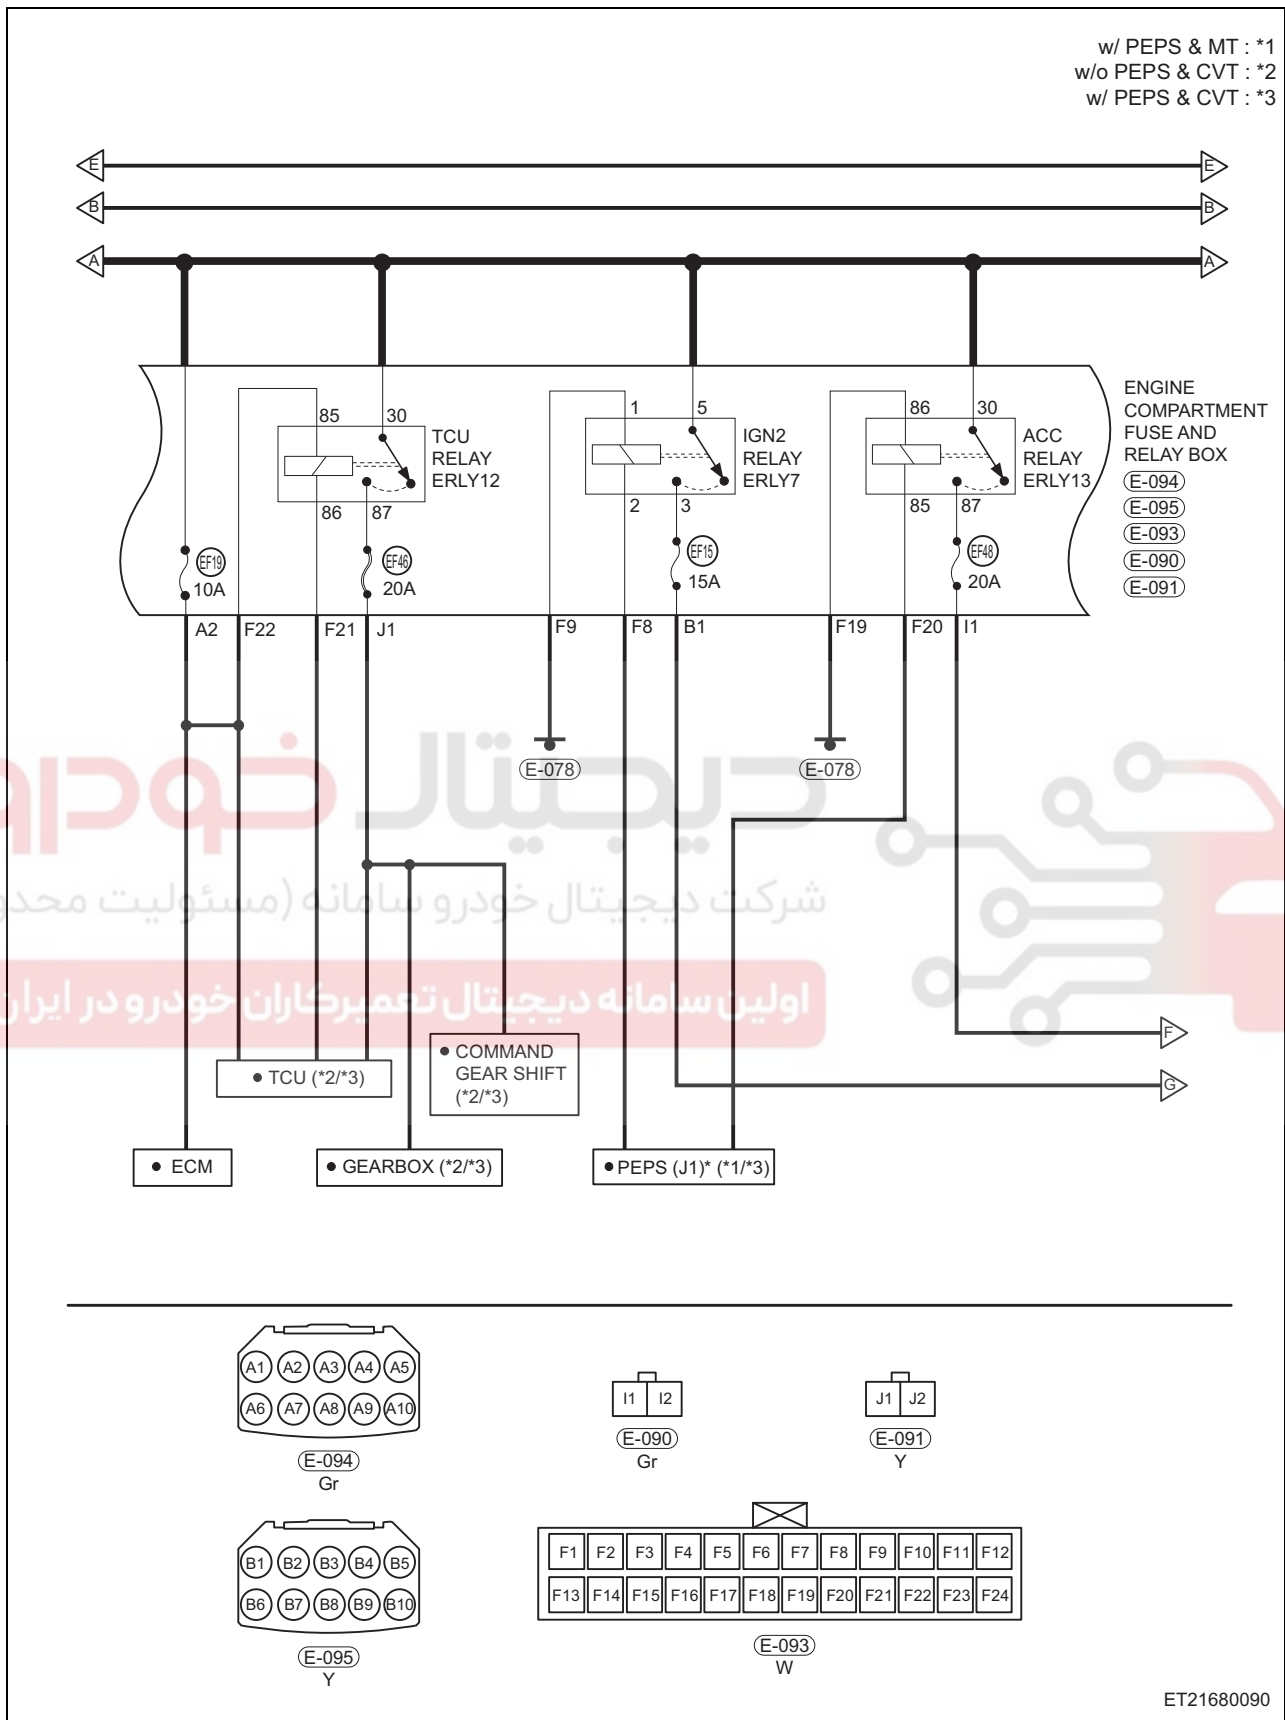 w/ PEPS & MT : *1
w/o PEPS & CVT : *2
w/ PEPS & CVT : *3
E E
B B
A A
85 30
TCU
RELAY
ERLY12
86 87
1 5
IGN2
RELAY
ERLY7
2 3
86 30
ACC
RELAY
ERLY13
85 87
ENGINE
COMPARTMENT
FUSE AND
RELAY BOX
E-094
E-095
E-093
E-090
E-091
EF19
10A
EF46
20A
EF15
15A
EF48
20A
A2 F22 F21 J1 F9 F8 B1 F19 F20 I1
E-078 E-078
دیجیتال خودرو
شرکت دیجیتال خودرو سامانه (مسئولیت
اولین سامانه دیجیتال تعمیرکاران خودرو در ایران
F
G
● COMMAND
GEAR SHIFT
(*2/*3)
● TCU (*2/*3)
● ECM
● GEARBOX (*2/*3)
● PEPS (J1)* (*1/*3)
A1 A2 A3 A4 A5
A6 A7 A8 A9 A10
E-094
Gr
I1 I2
E-090
Gr
J1 J2
E-091
Y
B1 B2 B3 B4 B5
B6 B7 B8 B9 B10
E-095
Y
F1 F2 F3 F4 F5 F6 F7 F8 F9 F10 F11 F12
F13 F14 F15 F16 F17 F18 F19 F20 F21 F22 F23 F24
E-093
W
ET21680090